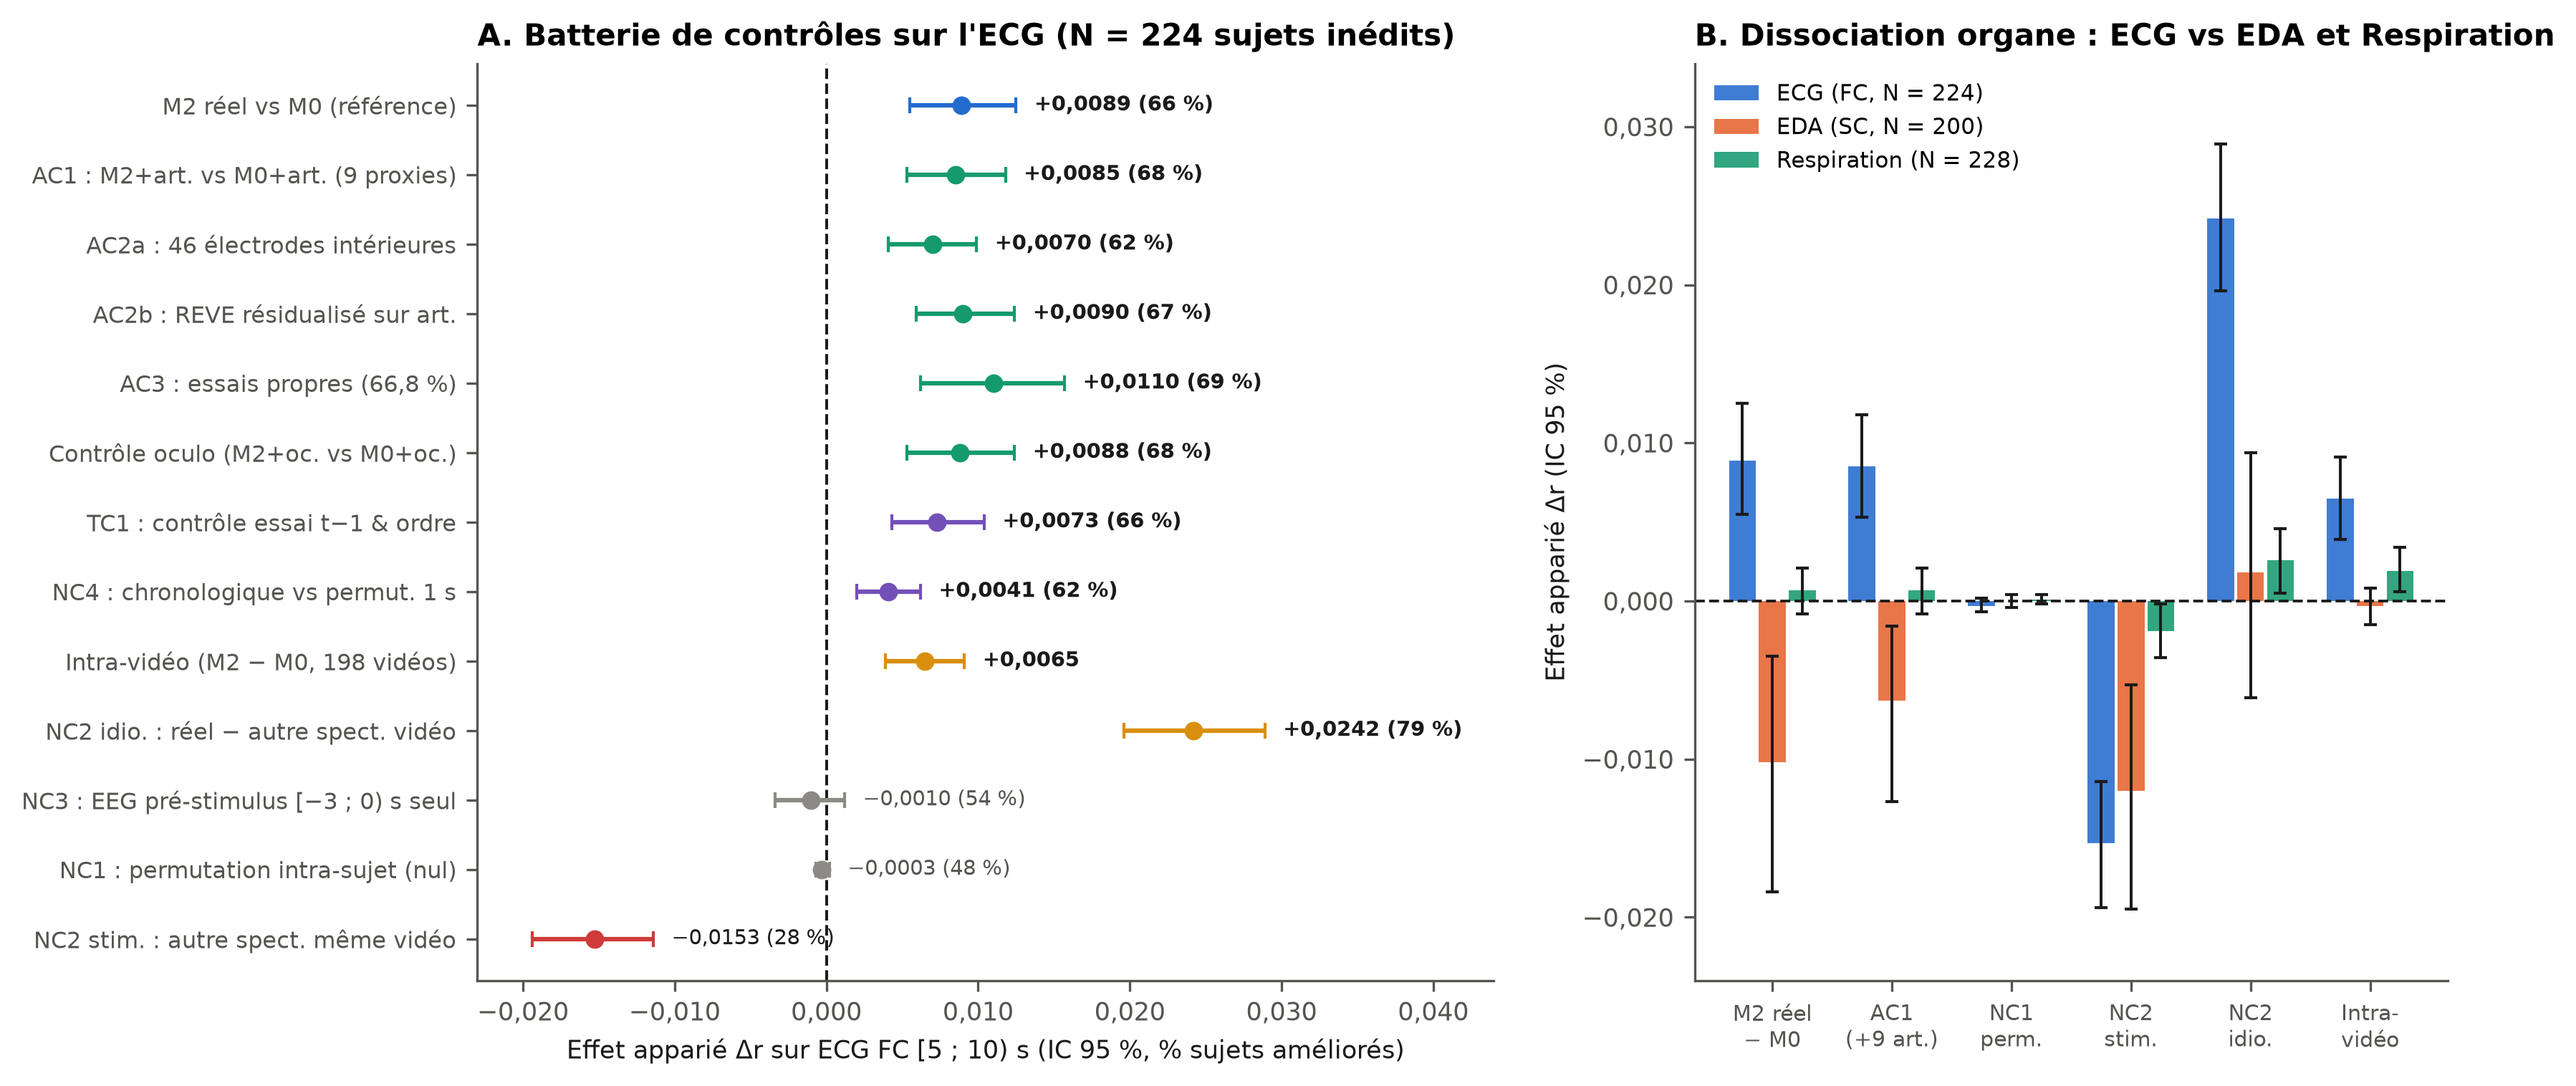 A. Batterie de contrôles sur l'ECG (N = 224 sujets inédits)
M2 réel vs M0 (référence)
+0,0089 (66 %)
AC1 : M2+art. vs M0+art. (9 proxies)
+0,0085 (68 %)
AC2a : 46 électrodes intérieures
+0,0070 (62 %)
AC2b : REVE résidualisé sur art.
+0,0090 (67 %)
AC3 : essais propres (66,8 %)
+0,0110 (69 %)
Contrôle oculo (M2+oc. vs M0+oc.)
+0,0088 (68 %)
TC1 : contrôle essai t−1 & ordre
+0,0073 (66 %)
NC4 : chronologique vs permut. 1 s
+0,0041 (62 %)
Intra-vidéo (M2 − M0, 198 vidéos)
+0,0065
NC2 idio. : réel − autre spect. vidéo
+0,0242 (79 %)
NC3 : EEG pré-stimulus [−3 ; 0) s seul
−0,0010 (54 %)
NC1 : permutation intra-sujet (nul)
−0,0003 (48 %)
NC2 stim. : autre spect. même vidéo
−0,0153 (28 %)
−0,020
−0,010
0,000
0,010
0,020
0,030
0,040
Effet apparié Δr sur ECG FC [5 ; 10) s (IC 95 %, % sujets améliorés)
B. Dissociation organe : ECG vs EDA et Respiration
ECG (FC, N = 224)
EDA (SC, N = 200)
Respiration (N = 228)
Effet apparié Δr (IC 95 %)
0,030
0,020
0,010
0,000
−0,010
−0,020
M2 réel
− M0
AC1
(+9 art.)
NC1
perm.
NC2
stim.
NC2
idio.
Intra-
vidéo